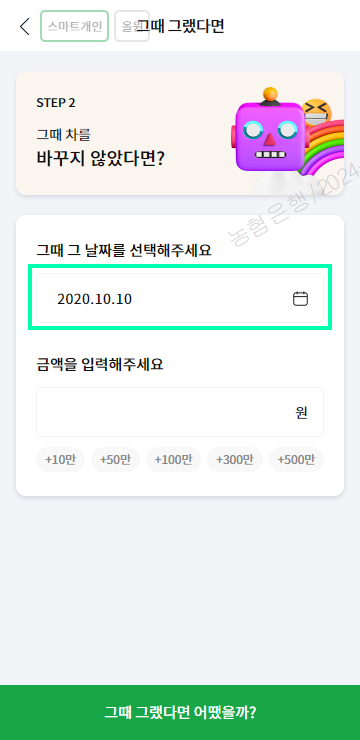 스마트개인
올원
그때 그랬다면
STEP 2
그때 차를
바꾸지 않았다면?
농협은행 / 2024-
그때 그 날짜를 선택해주세요
2020.10.10
금액을 입력해주세요
원
+10만 +50만 +100만 +300만 +500만
그때 그랬다면 어땠을까?